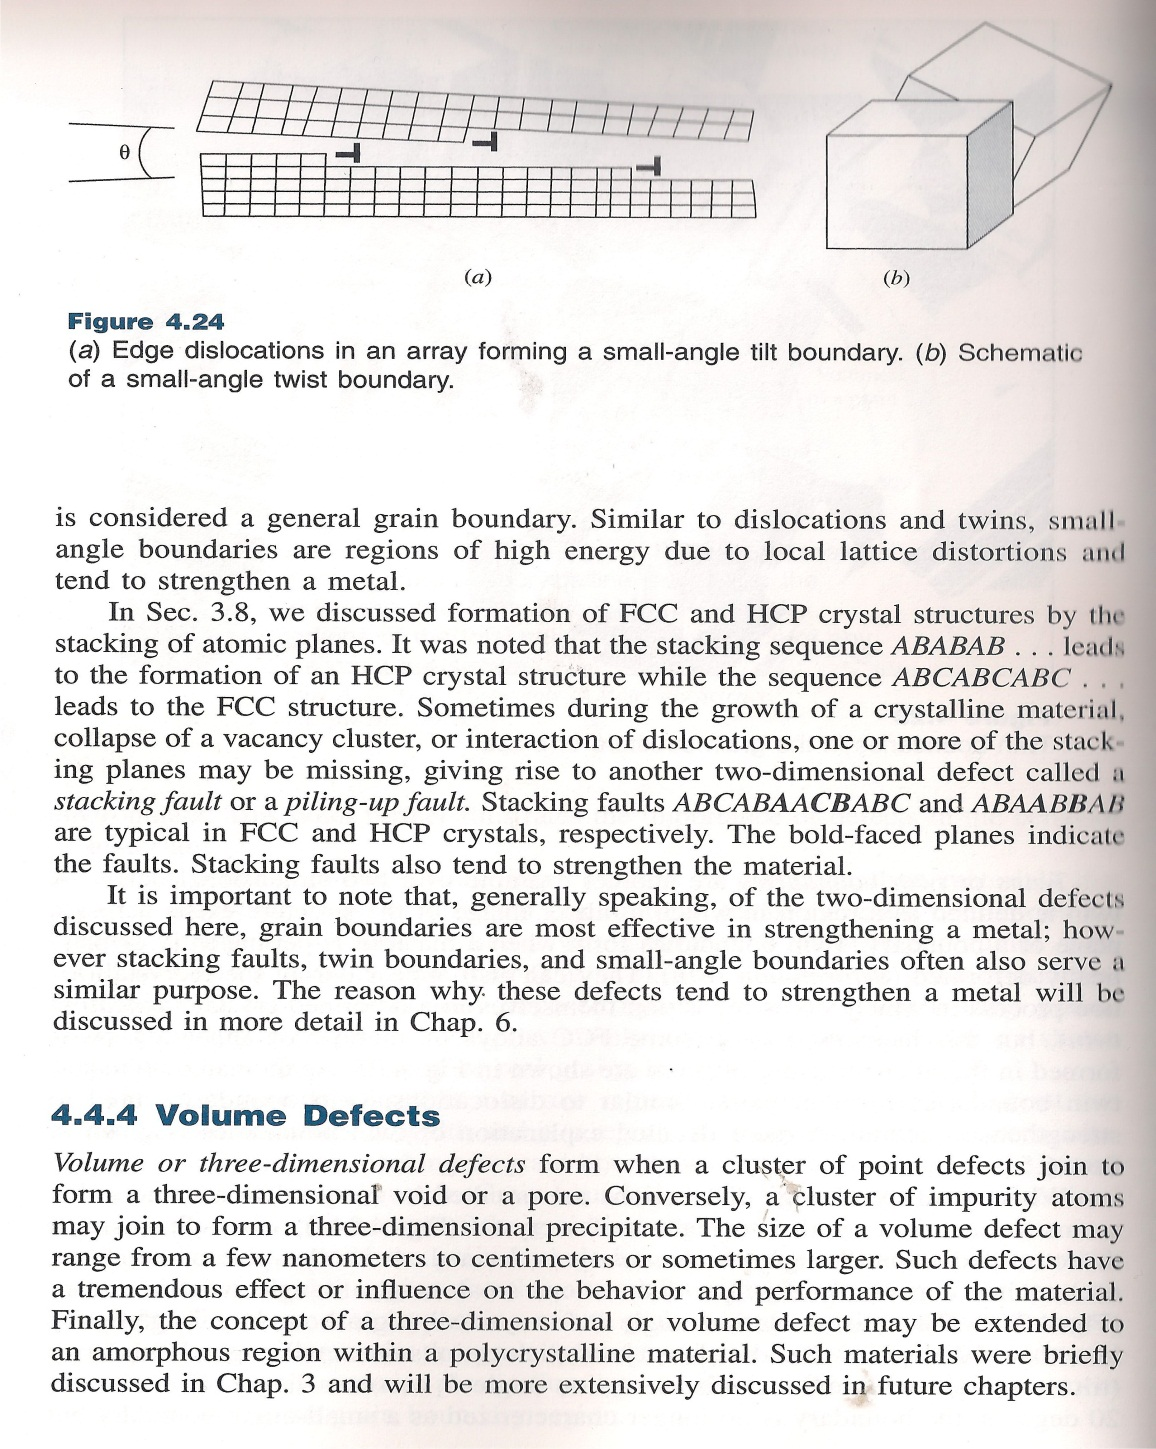 θ
(a)
(b)
Figure 4.24
(a) Edge dislocations in an array forming a small-angle tilt boundary. (b) Schematic
of a small-angle twist boundary.
is considered a general grain boundary. Similar to dislocations and twins, small-
angle boundaries are regions of high energy due to local lattice distortions and
tend to strengthen a metal.
In Sec. 3.8, we discussed formation of FCC and HCP crystal structures by the
stacking of atomic planes. It was noted that the stacking sequence ABABAB . . . leads
to the formation of an HCP crystal structure while the sequence ABCABCABC . . .
leads to the FCC structure. Sometimes during the growth of a crystalline material,
collapse of a vacancy cluster, or interaction of dislocations, one or more of the stack-
ing planes may be missing, giving rise to another two-dimensional defect called a
stacking fault or a piling-up fault. Stacking faults ABCABAACBABC and ABAABBAB
are typical in FCC and HCP crystals, respectively. The bold-faced planes indicate
the faults. Stacking faults also tend to strengthen the material.
It is important to note that, generally speaking, of the two-dimensional defects
discussed here, grain boundaries are most effective in strengthening a metal; how-
ever stacking faults, twin boundaries, and small-angle boundaries often also serve a
similar purpose. The reason why these defects tend to strengthen a metal will be
discussed in more detail in Chap. 6.
4.4.4 Volume Defects
Volume or three-dimensional defects form when a cluster of point defects join to
form a three-dimensional void or a pore. Conversely, a cluster of impurity atoms
may join to form a three-dimensional precipitate. The size of a volume defect may
range from a few nanometers to centimeters or sometimes larger. Such defects have
a tremendous effect or influence on the behavior and performance of the material.
Finally, the concept of a three-dimensional or volume defect may be extended to
an amorphous region within a polycrystalline material. Such materials were briefly
discussed in Chap. 3 and will be more extensively discussed in future chapters.